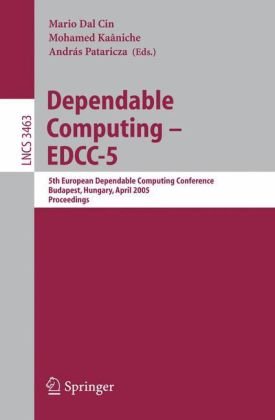 Mario Dal Cin
Mohamed Kaâniche
András Pataricza (Eds.)
LNCS 3463
Dependable
Computing –
EDCC-5
5th European Dependable Computing Conference
Budapest, Hungary, April 2005
Proceedings
Springer